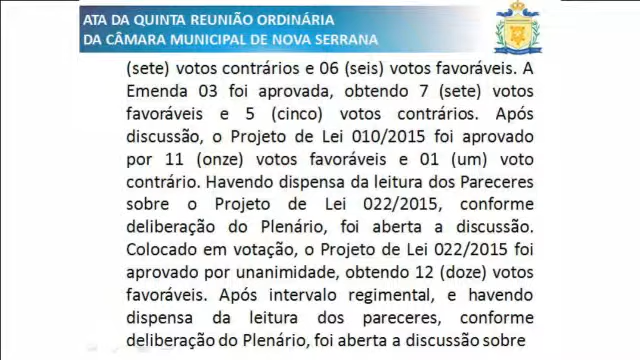 ATA DA QUINTA REUNIÃO ORDINÁRIA
DA CÂMARA MUNICIPAL DE NOVA SERRANA
(sete) votos contrários e 06 (seis) votos favoráveis. A
Emenda 03 foi aprovada, obtendo 7 (sete) votos
favoráveis e 5 (cinco) votos contrários. Após
discussão, o Projeto de Lei 010/2015 foi aprovado
por 11 (onze) votos favoráveis e 01 (um) voto
contrário. Havendo dispensa da leitura dos Pareceres
sobre o Projeto de Lei 022/2015, conforme
deliberação do Plenário, foi aberta a discussão.
Colocado em votação, o Projeto de Lei 022/2015 foi
aprovado por unanimidade, obtendo 12 (doze) votos
favoráveis. Após intervalo regimental, e havendo
dispensa da leitura dos pareceres, conforme
deliberação do Plenário, foi aberta a discussão sobre